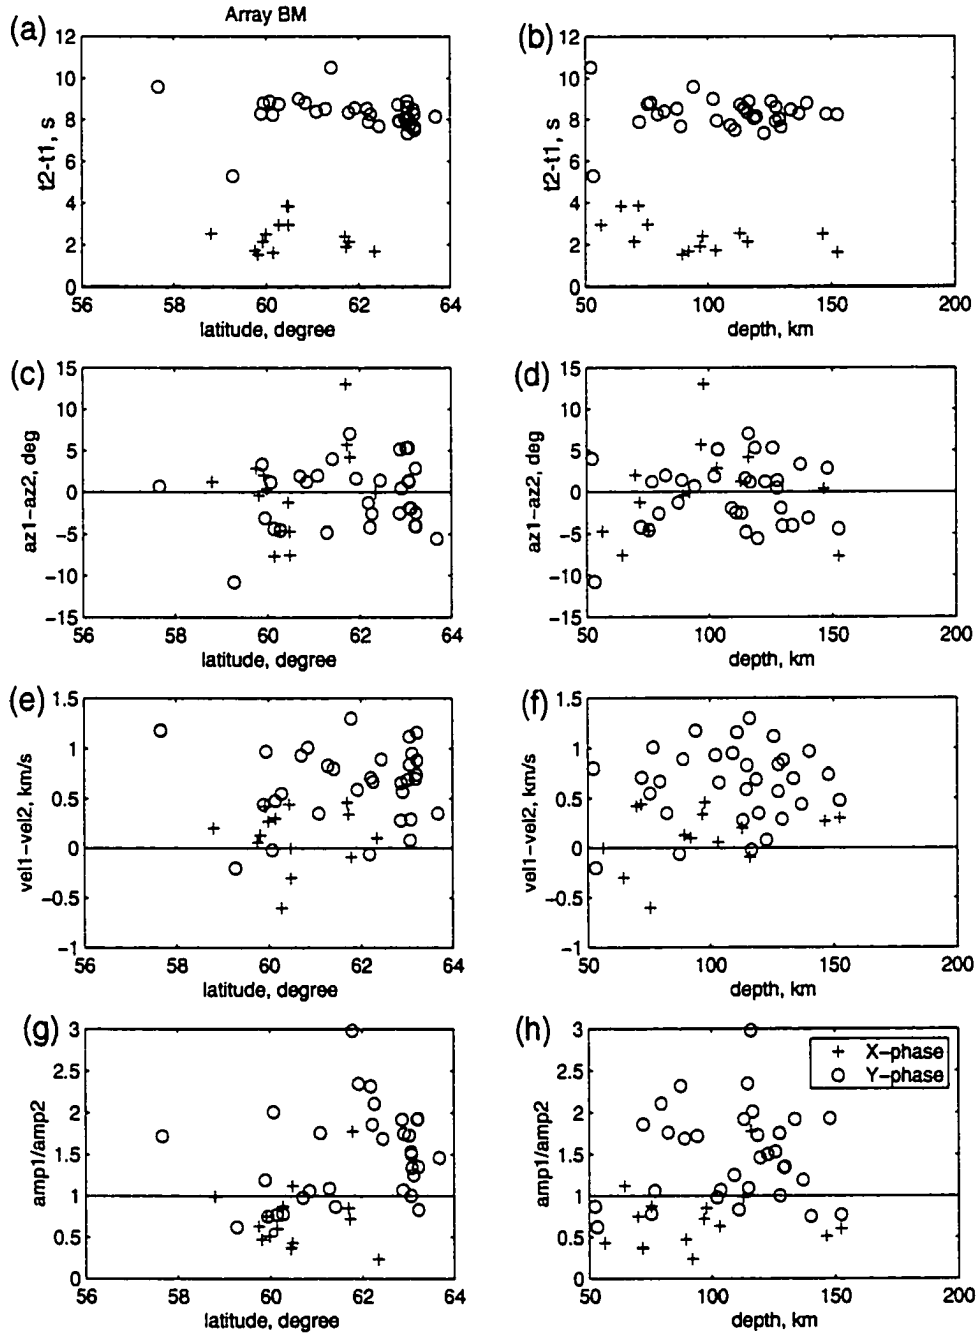 Array BM
(a)
12
10
8
6
4
2
0
t2-t1, s
56 58 60 62 64
latitude, degree
(b)
12
10
8
6
4
2
0
t2-t1, s
50 100 150 200
depth, km
(c)
15
10
5
0
-5
-10
-15
az1-az2, deg
56 58 60 62 64
latitude, degree
(d)
15
10
5
0
-5
-10
-15
az1-az2, deg
50 100 150 200
depth, km
(e)
1.5
1
0.5
0
-0.5
-1
vel1-vel2, km/s
56 58 60 62 64
latitude, degree
(f)
1.5
1
0.5
0
-0.5
-1
vel1-vel2, km/s
50 100 150 200
depth, km
(g)
3
2.5
2
1.5
1
0.5
0
amp1/amp2
56 58 60 62 64
latitude, degree
(h)
3
2.5
2
1.5
1
0.5
0
amp1/amp2
50 100 150 200
depth, km
X-phase
Y-phase